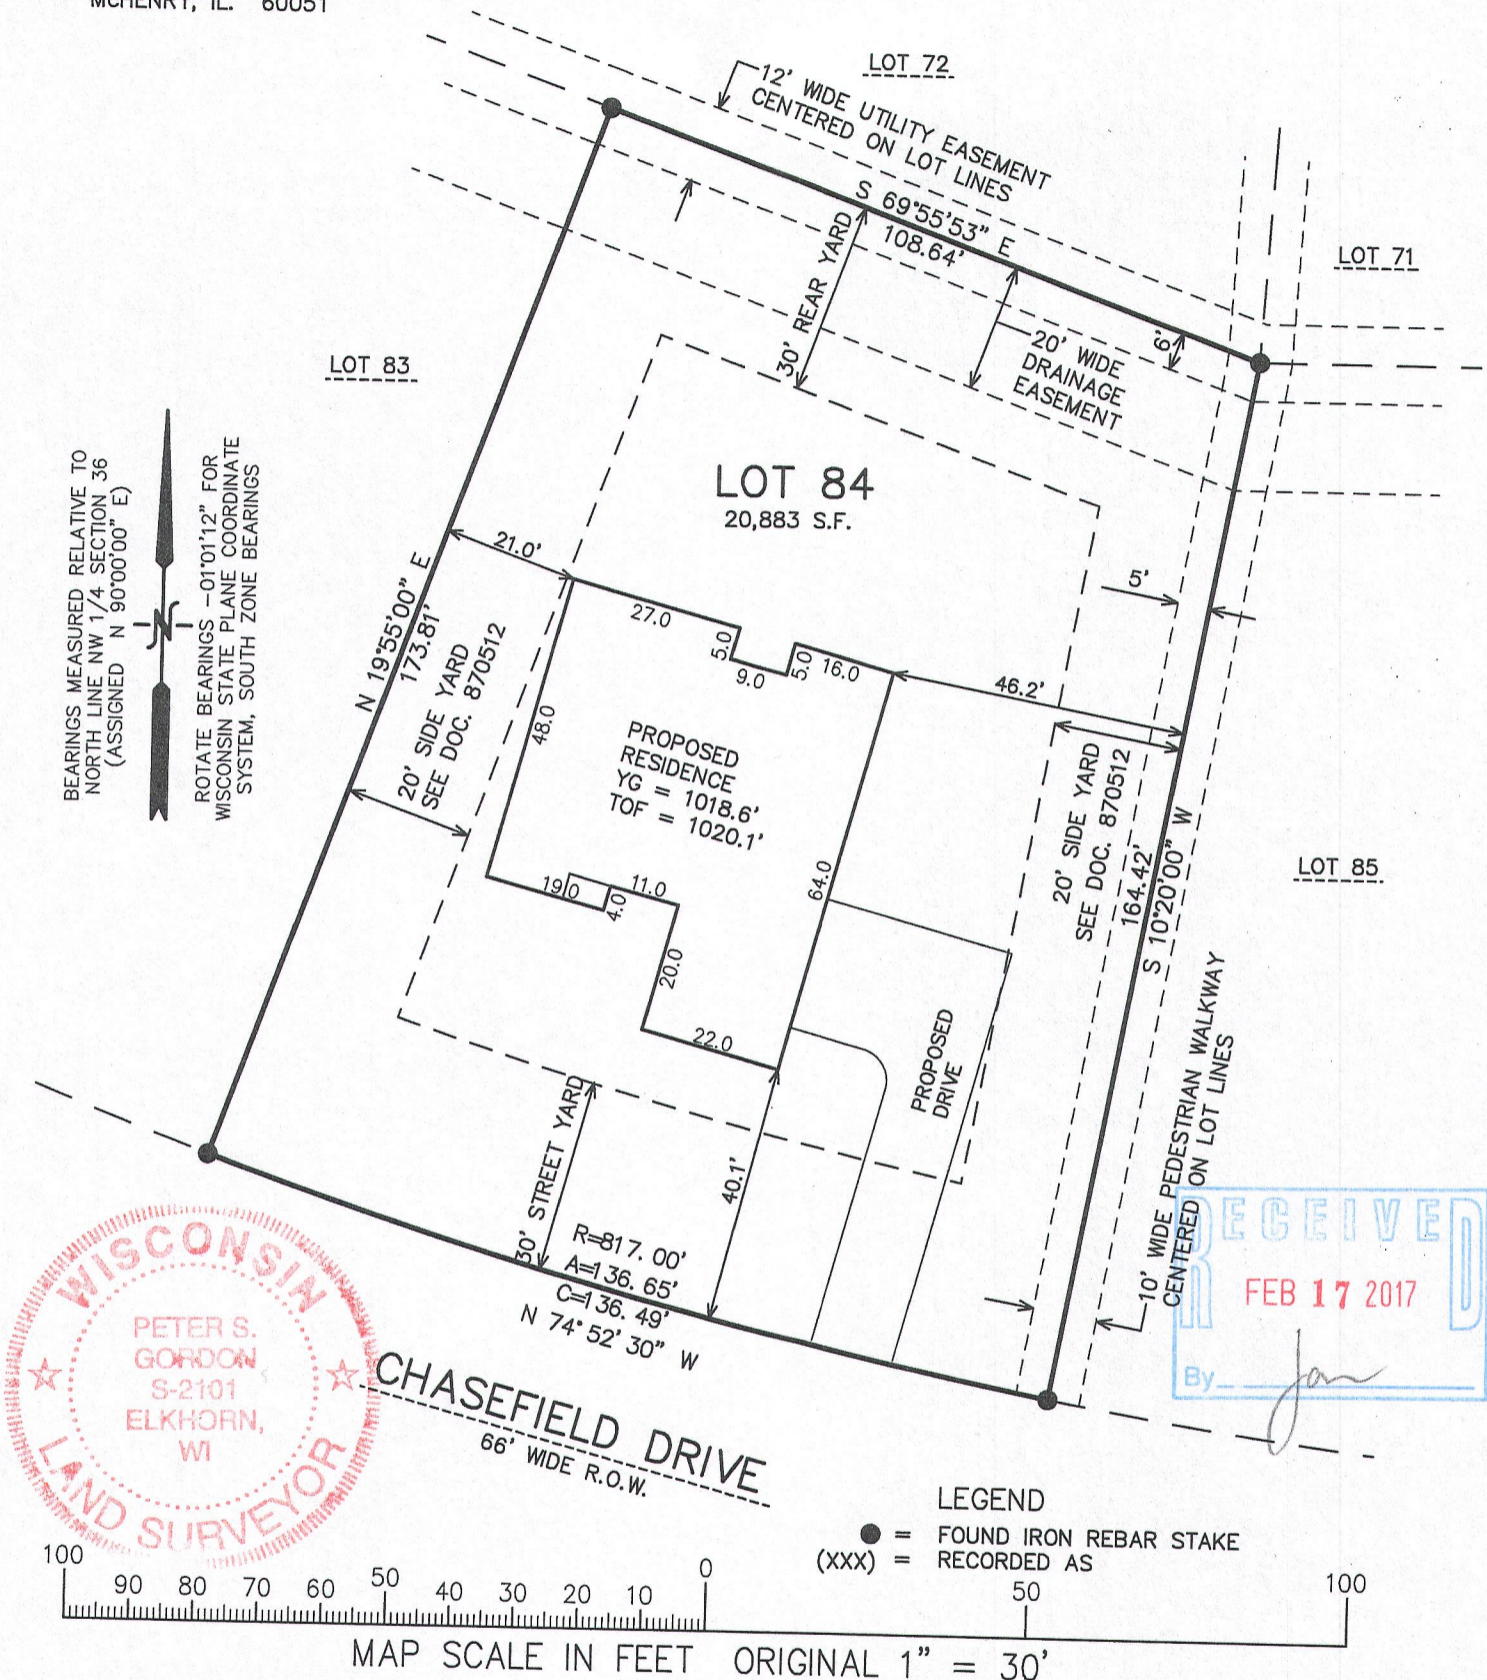 MCHENRY, IL. 60051
LOT 72
12' WIDE UTILITY EASEMENT
CENTERED ON LOT LINES
S 69°55'53" E
108.64'
LOT 71
30' REAR YARD
6'
20' WIDE
DRAINAGE
EASEMENT
LOT 83
LOT 84
20,883 S.F.
BEARINGS MEASURED RELATIVE TO
NORTH LINE NW 1/4 SECTION 36
(ASSIGNED N 90°00'00" E)
N
ROTATE BEARINGS -01°01'12" FOR
WISCONSIN STATE PLANE COORDINATE
SYSTEM, SOUTH ZONE BEARINGS
21.0'
N 19°55'00" E
173.81'
20' SIDE YARD
SEE DOC. 870512
27.0
5.0
9.0
5.0
16.0
5'
46.2'
48.0
PROPOSED
RESIDENCE
YG = 1018.6'
TOF = 1020.1'
64.0
20' SIDE YARD
SEE DOC. 870512
164.42'
S 10°20'00" W
LOT 85
19.0
4.0
11.0
20.0
22.0
PROPOSED
DRIVE
10' WIDE PEDESTRIAN WALKWAY
CENTERED ON LOT LINES
30' STREET YARD
40.1'
R=817.00'
A=136.65'
C=136.49'
N 74°52'30" W
CHASEFIELD DRIVE
66' WIDE R.O.W.
WISCONSIN
PETER S.
GORDON
S-2101
ELKHORN,
WI
LAND SURVEYOR
RECEIVED
FEB 17 2017
By Jan
LEGEND
= FOUND IRON REBAR STAKE
(XXX) = RECORDED AS
100 90 80 70 60 50 40 30 20 10 0 50 100
MAP SCALE IN FEET ORIGINAL 1" = 30'